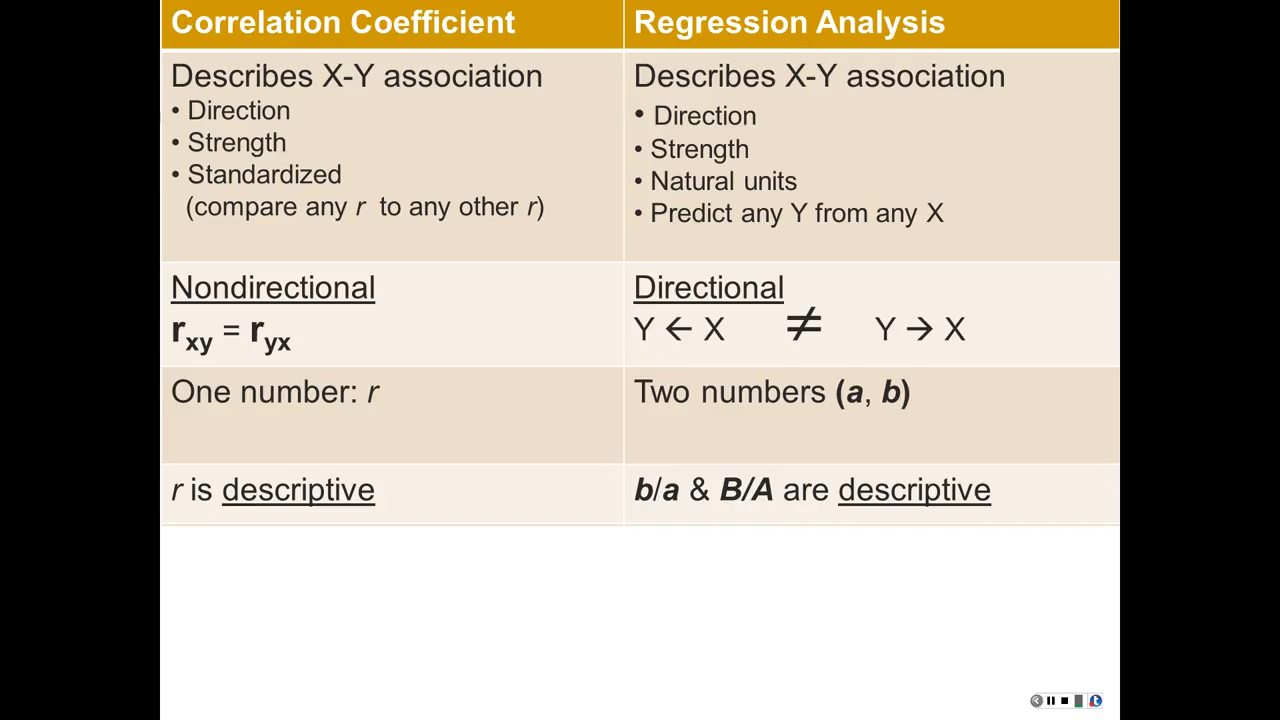 Correlation Coefficient
Regression Analysis
Describes X-Y association
• Direction
• Strength
• Standardized
(compare any r to any other r)
Describes X-Y association
• Direction
• Strength
• Natural units
• Predict any Y from any X
Nondirectional
rxy = ryx
Directional
Y ← X ≠ Y → X
One number: r
Two numbers (a, b)
r is descriptive
b/a & B/A are descriptive